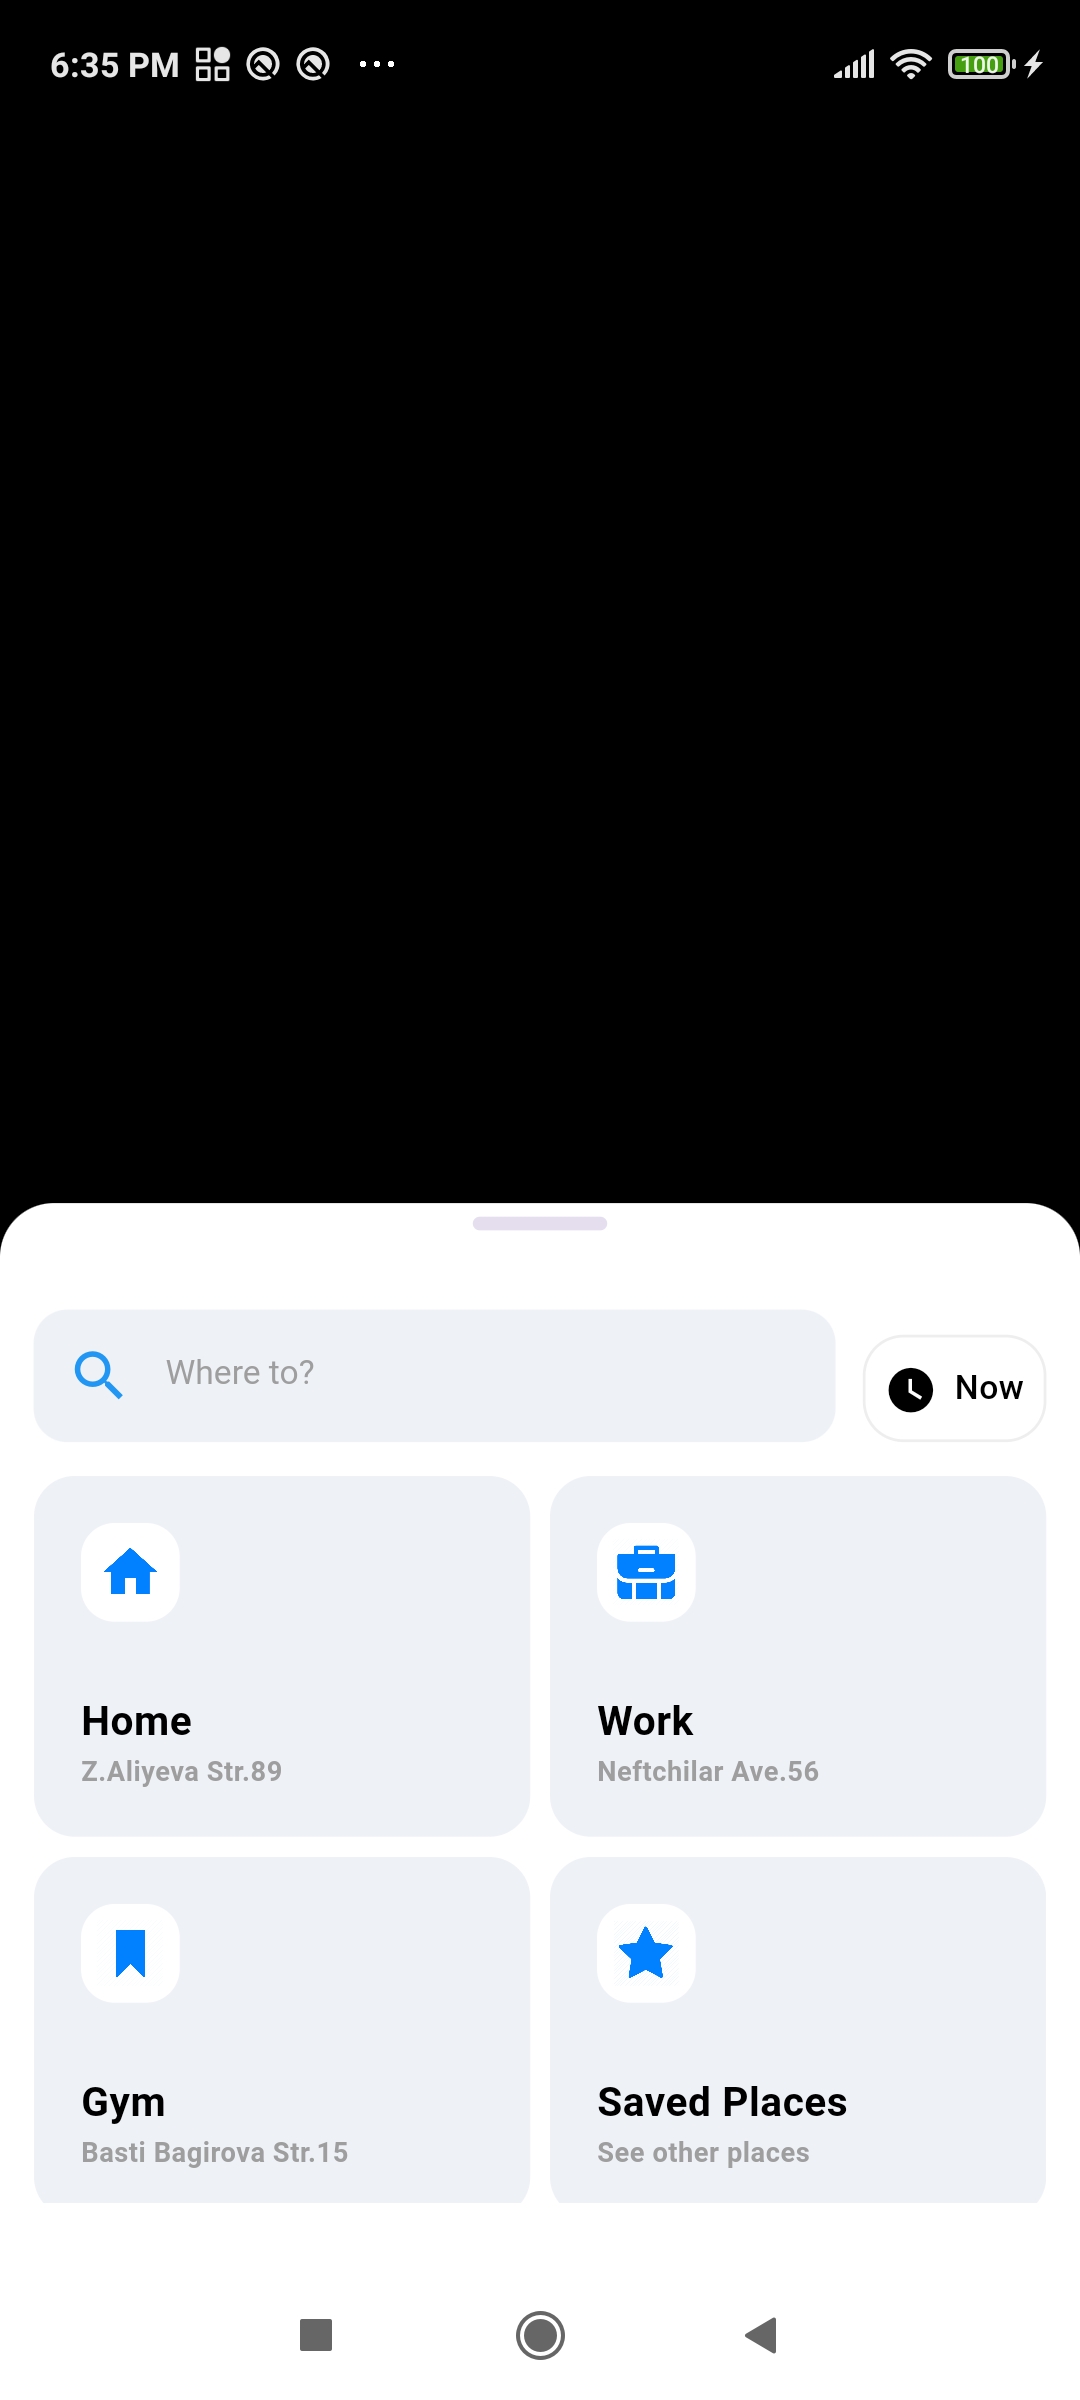 6:35 PM
100
Where to?
Now
Home
Z.Aliyeva Str.89
Work
Neftchilar Ave.56
Gym
Basti Bagirova Str.15
Saved Places
See other places